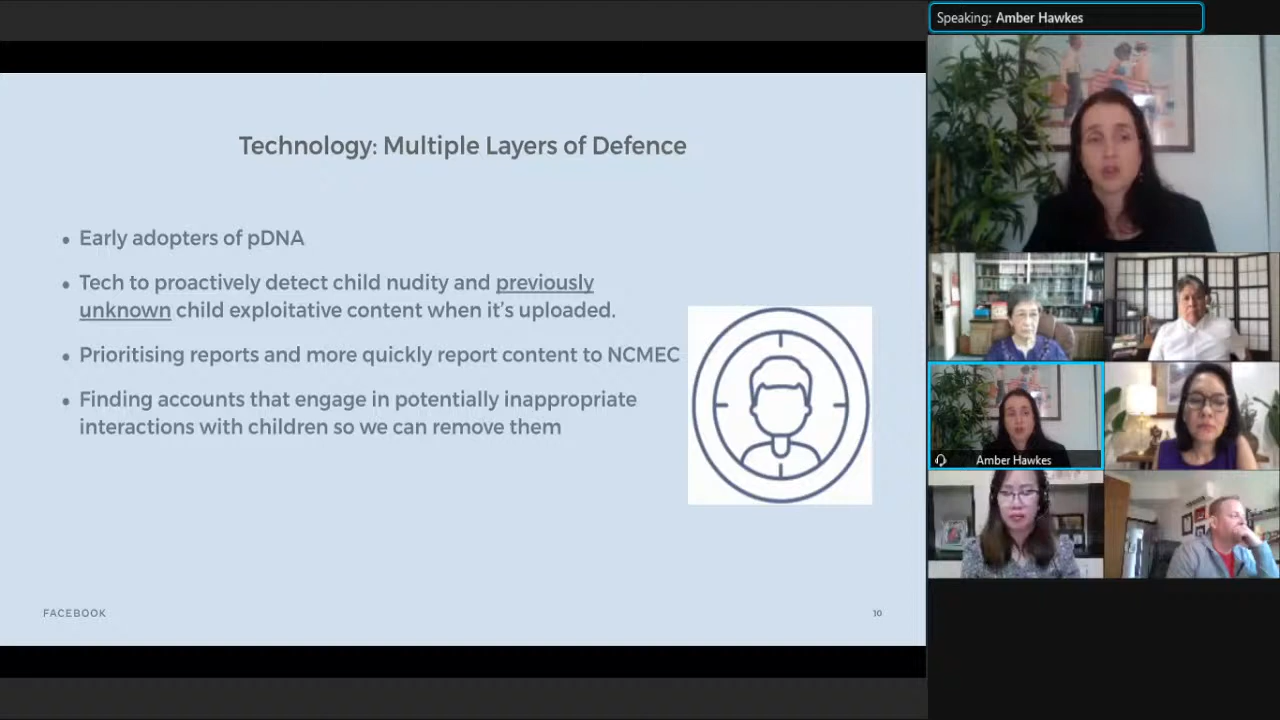 Speaking: Amber Hawkes
Technology: Multiple Layers of Defence
• Early adopters of pDNA
• Tech to proactively detect child nudity and previously
unknown child exploitative content when it's uploaded.
• Prioritising reports and more quickly report content to NCMEC
• Finding accounts that engage in potentially inappropriate
interactions with children so we can remove them
FACEBOOK
10
Amber Hawkes